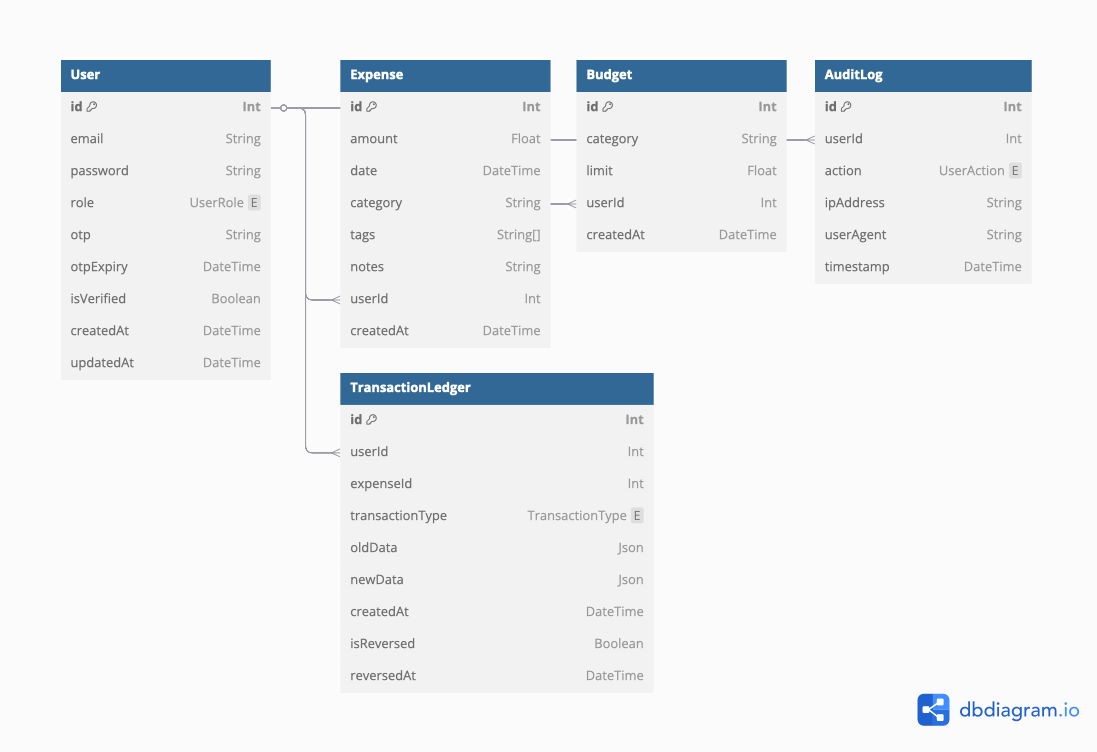 User
id Int
email String
password String
role UserRole E
otp String
otpExpiry DateTime
isVerified Boolean
createdAt DateTime
updatedAt DateTime
Expense
id Int
amount Float
date DateTime
category String
tags String[]
notes String
userId Int
createdAt DateTime
Budget
id Int
category String
limit Float
userId Int
createdAt DateTime
AuditLog
id Int
userId Int
action UserAction E
ipAddress String
userAgent String
timestamp DateTime
TransactionLedger
id Int
userId Int
expenseId Int
transactionType TransactionType E
oldData Json
newData Json
createdAt DateTime
isReversed Boolean
reversedAt DateTime
dbdiagram.io